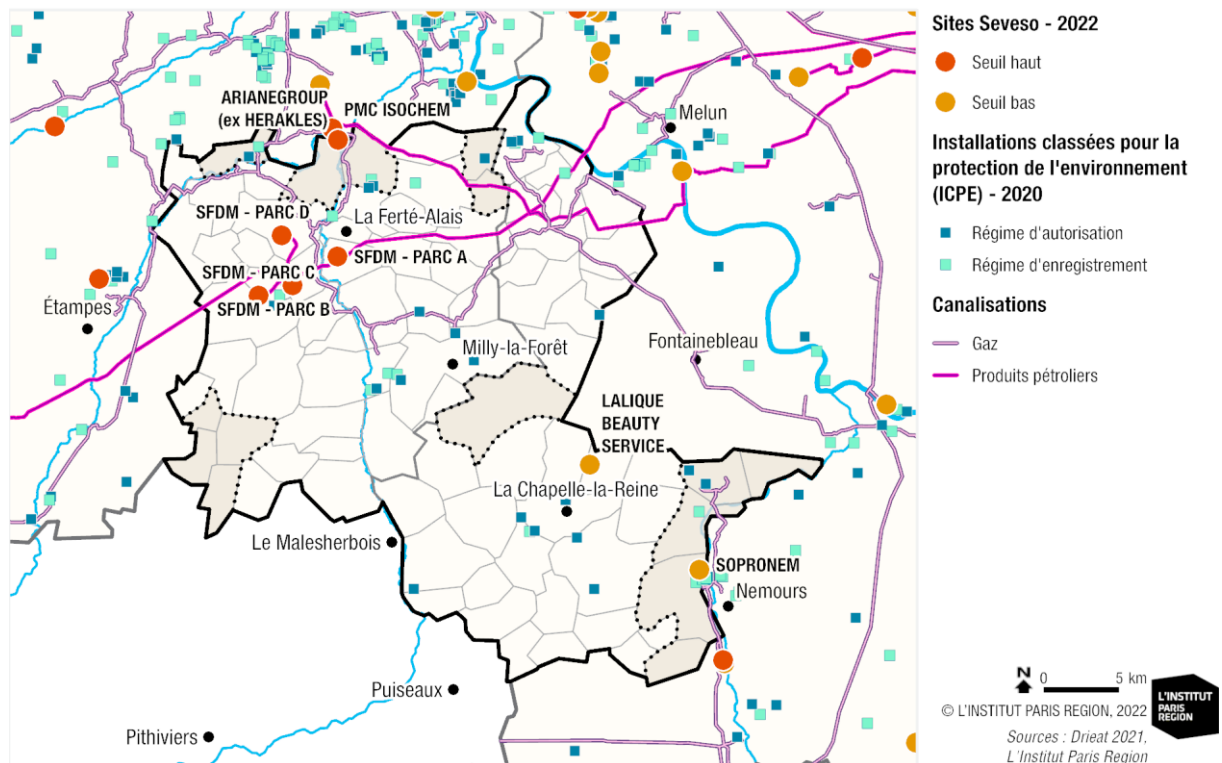 ARIANEGROUP
(ex HERAKLES)
PMC ISOCHEM
Melun
SFDM - PARC D
La Ferté-Alais
SFDM - PARC A
SFDM - PARC C
SFDM - PARC B
Étampes
Milly-la-Forêt
Fontainebleau
LALIQUE
BEAUTY
SERVICE
La Chapelle-la-Reine
Le Malesherbois
SOPRONEM
Nemours
Puiseaux
Pithiviers
Sites Seveso - 2022
Seuil haut
Seuil bas
Installations classées pour la
protection de l'environnement
(ICPE) - 2020
Régime d'autorisation
Régime d'enregistrement
Canalisations
Gaz
Produits pétroliers
N
0 5 km
© L'INSTITUT PARIS REGION, 2022
Sources : Drieat 2021,
L'Institut Paris Region
L'INSTITUT
PARIS
REGION